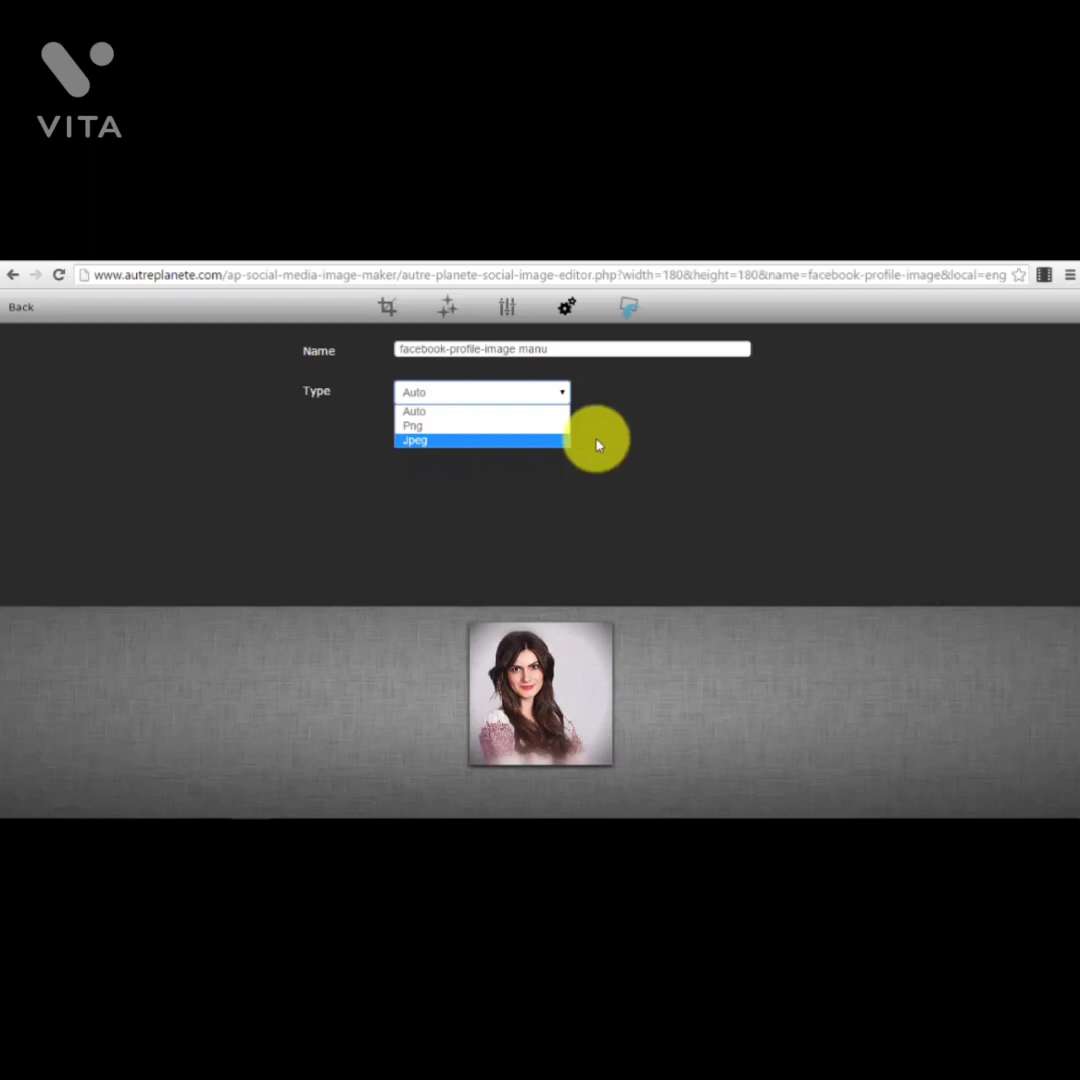 VITA
www.autreplanete.com/ap-social-media-image-maker/autre-planete-social-image-editor.php?width=180&height=180&name=facebook-profile-image&local=eng
Back
Name facebook-profile-image manu
Type Auto
Auto
Png
Jpeg